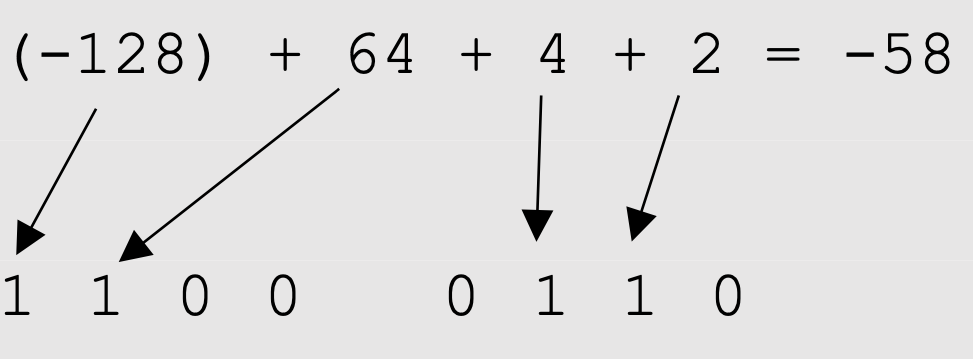 (-128) + 64 + 4 + 2 = -58
1 1 0 0 0 1 1 0